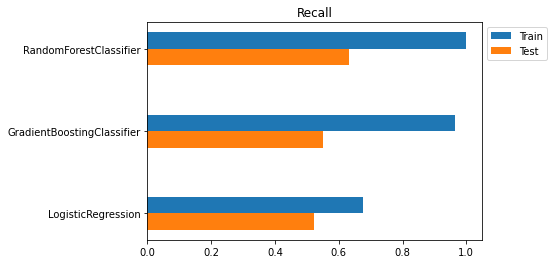 Recall
RandomForestClassifier
GradientBoostingClassifier
LogisticRegression
0.0 0.2 0.4 0.6 0.8 1.0
Train
Test